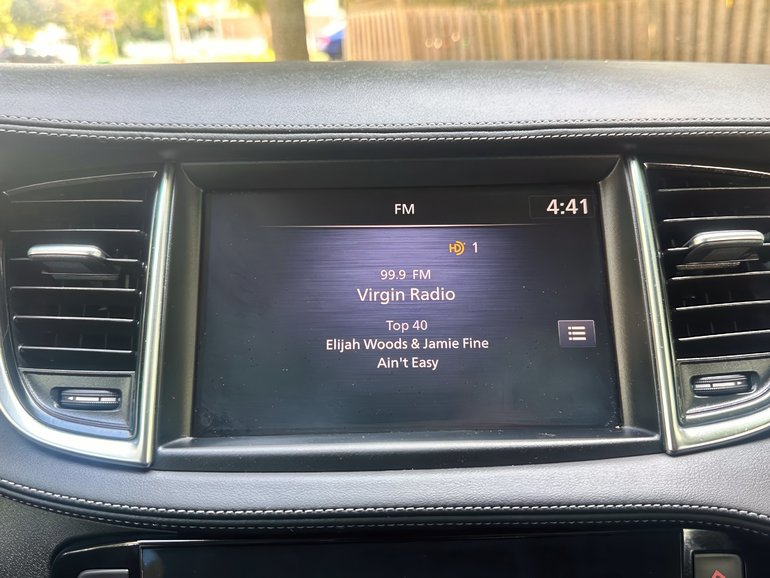 FM
4:41
HD 1
99.9 FM
Virgin Radio
Top 40
Elijah Woods & Jamie Fine
Ain't Easy